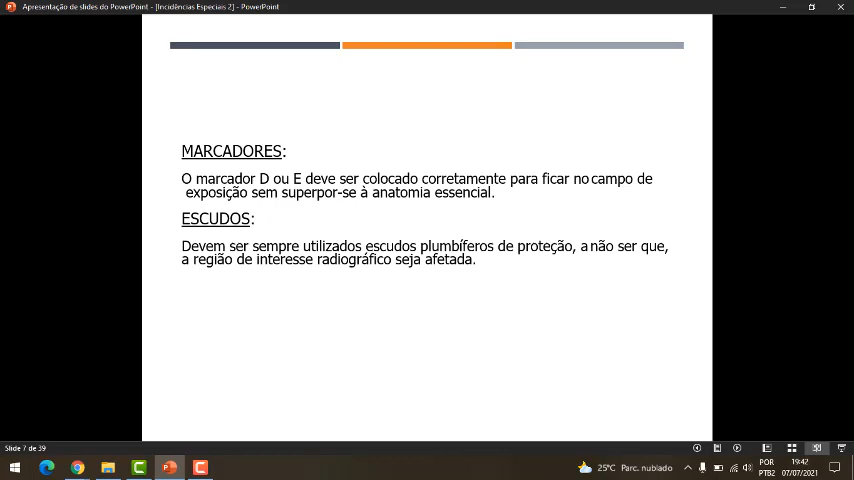 Apresentação de slides do PowerPoint - [Incidências Especiais 2] - PowerPoint
MARCADORES:
O marcador D ou E deve ser colocado corretamente para ficar no campo de
exposição sem superpor-se à anatomia essencial.
ESCUDOS:
Devem ser sempre utilizados escudos plumbíferos de proteção, a não ser que,
a região de interesse radiográfico seja afetada.
Slide 7 de 39
25°C Parc. nublado
POR
PTB2
19:42
07/07/2021